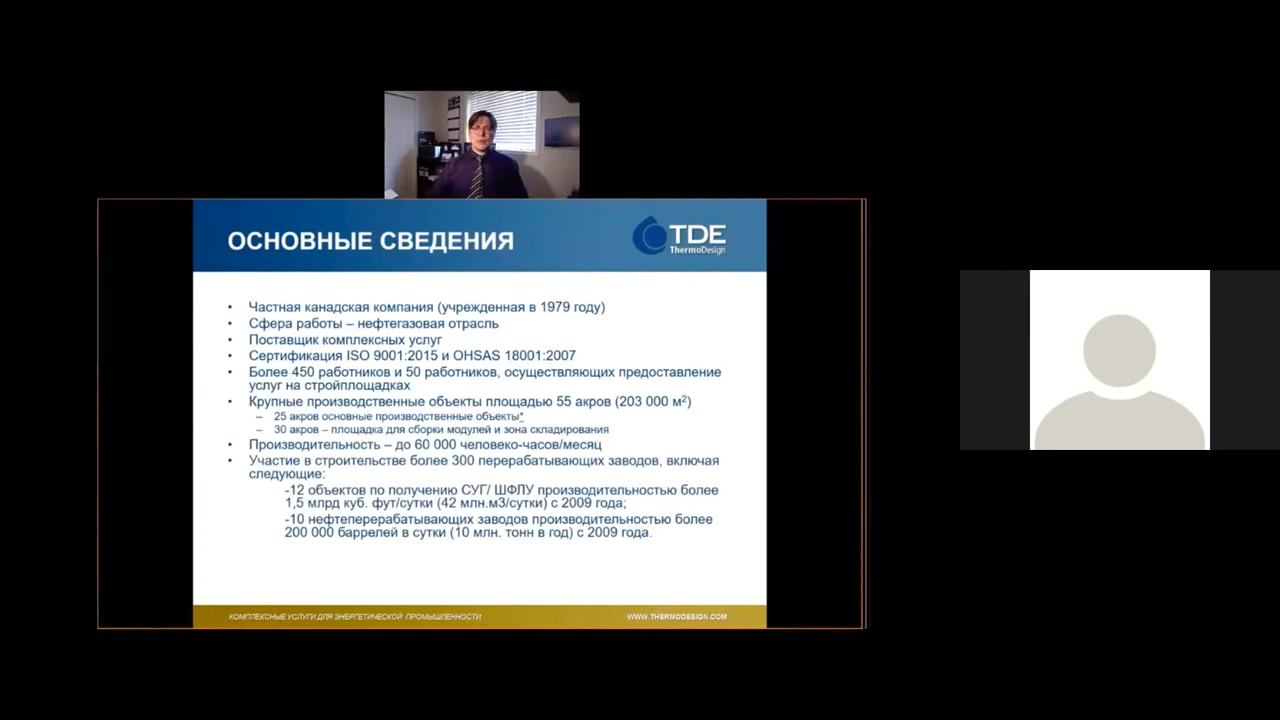 ОСНОВНЫЕ СВЕДЕНИЯ
TDE
ThermoDesign
• Частная канадская компания (учрежденная в 1979 году)
• Сфера работы – нефтегазовая отрасль
• Поставщик комплексных услуг
• Сертификация ISO 9001:2015 и OHSAS 18001:2007
• Более 450 работников и 50 работников, осуществляющих предоставление
услуг на стройплощадках
• Крупные производственные объекты площадью 55 акров (203 000 м²)
– 25 акров основные производственные объекты*
– 30 акров – площадка для сборки модулей и зона складирования
• Производительность – до 60 000 человеко-часов/месяц
• Участие в строительстве более 300 перерабатывающих заводов, включая
следующие:
-12 объектов по получению СУГ/ ШФЛУ производительностью более
1,5 млрд куб. фут/сутки (42 млн.м3/сутки) с 2009 года;
-10 нефтеперерабатывающих заводов производительностью более
200 000 баррелей в сутки (10 млн. тонн в год) с 2009 года.
КОМПЛЕКСНЫЕ УСЛУГИ ДЛЯ ЭНЕРГЕТИЧЕСКОЙ ПРОМЫШЛЕННОСТИ
WWW.THERMODESIGN.COM